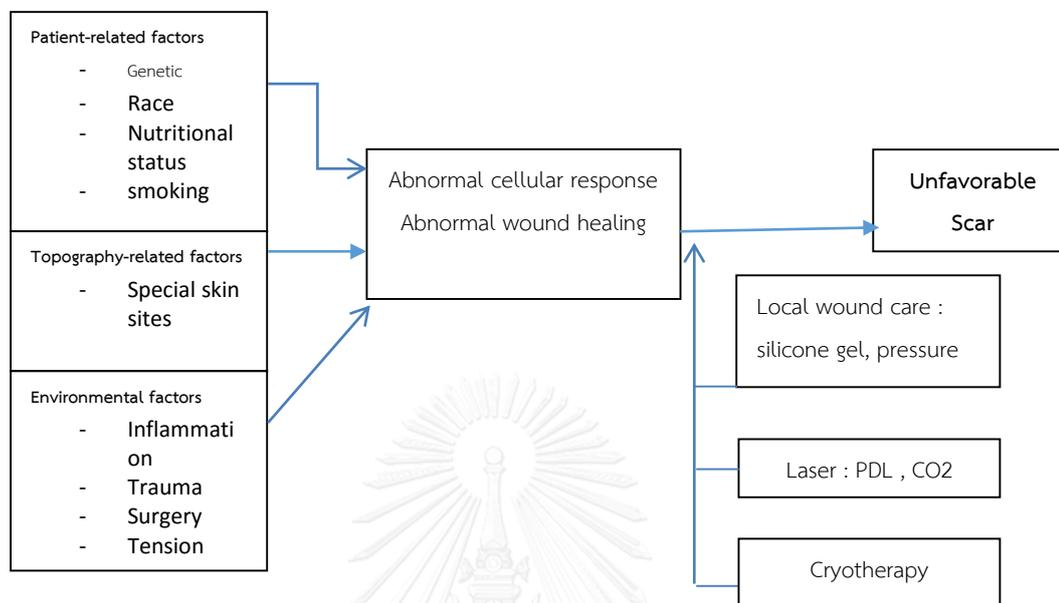 Patient-related factors
- Genetic
- Race
- Nutritional
status
- smoking
Topography-related factors
- Special skin
sites
Environmental factors
- Inflammati
on
- Trauma
- Surgery
- Tension
Abnormal cellular response
Abnormal wound healing
Unfavorable
Scar
Local wound care :
silicone gel, pressure
Laser : PDL , CO2
Cryotherapy